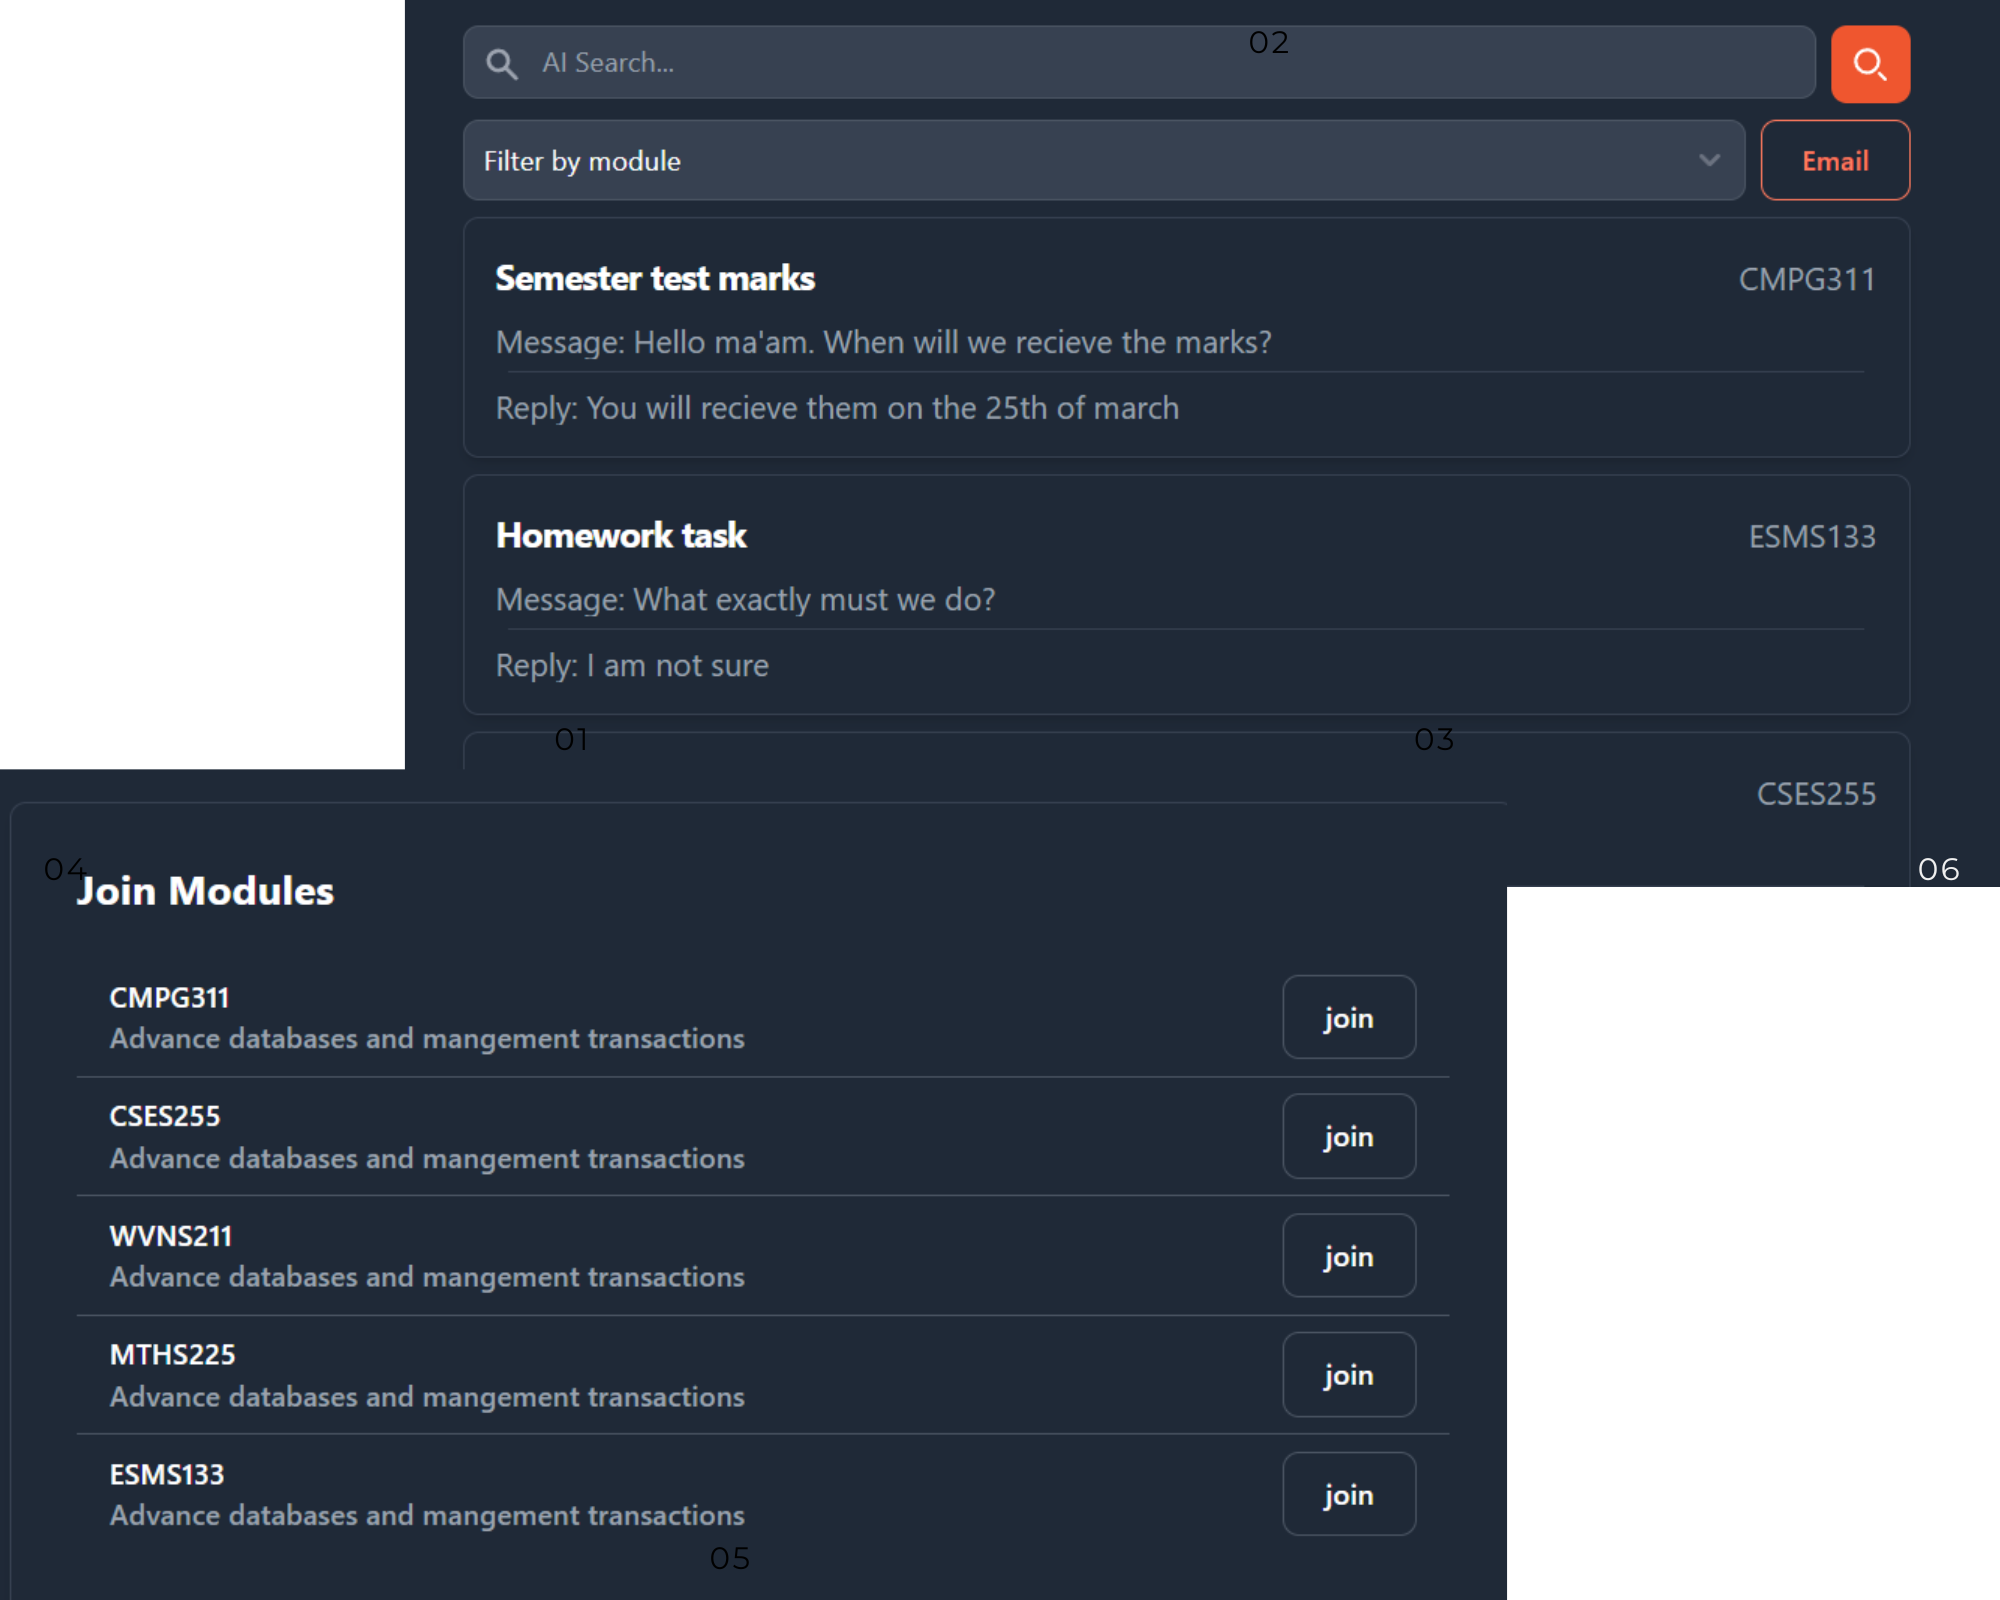 02
AI Search...
Filter by module
Email
Semester test marks
CMPG311
Message: Hello ma'am. When will we recieve the marks?
Reply: You will recieve them on the 25th of march
Homework task
ESMS133
Message: What exactly must we do?
Reply: I am not sure
01
03
CSES255
04
06
Join Modules
CMPG311
Advance databases and mangement transactions
join
CSES255
Advance databases and mangement transactions
join
WVNS211
Advance databases and mangement transactions
join
MTHS225
Advance databases and mangement transactions
join
ESMS133
Advance databases and mangement transactions
join
05